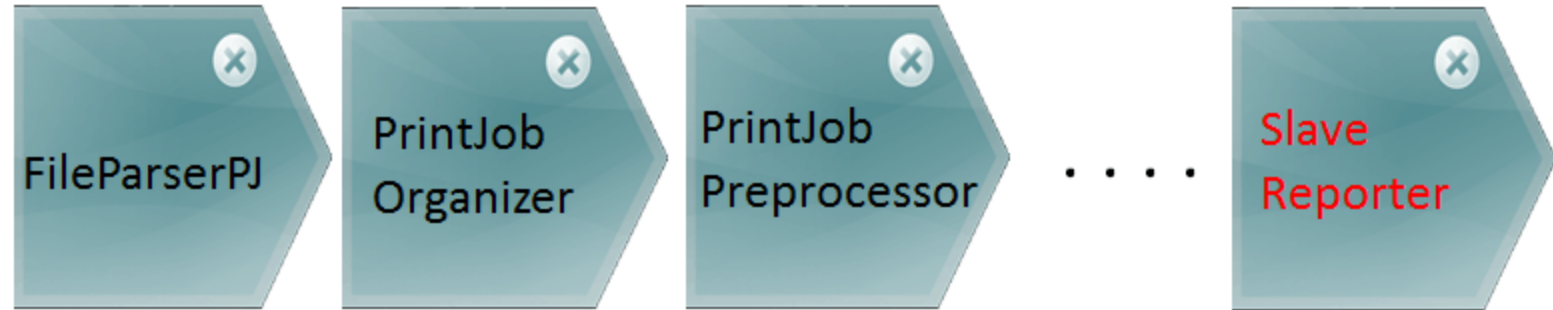 FileParserPJ
PrintJob
Organizer
PrintJob
Preprocessor
. . . .
Slave
Reporter